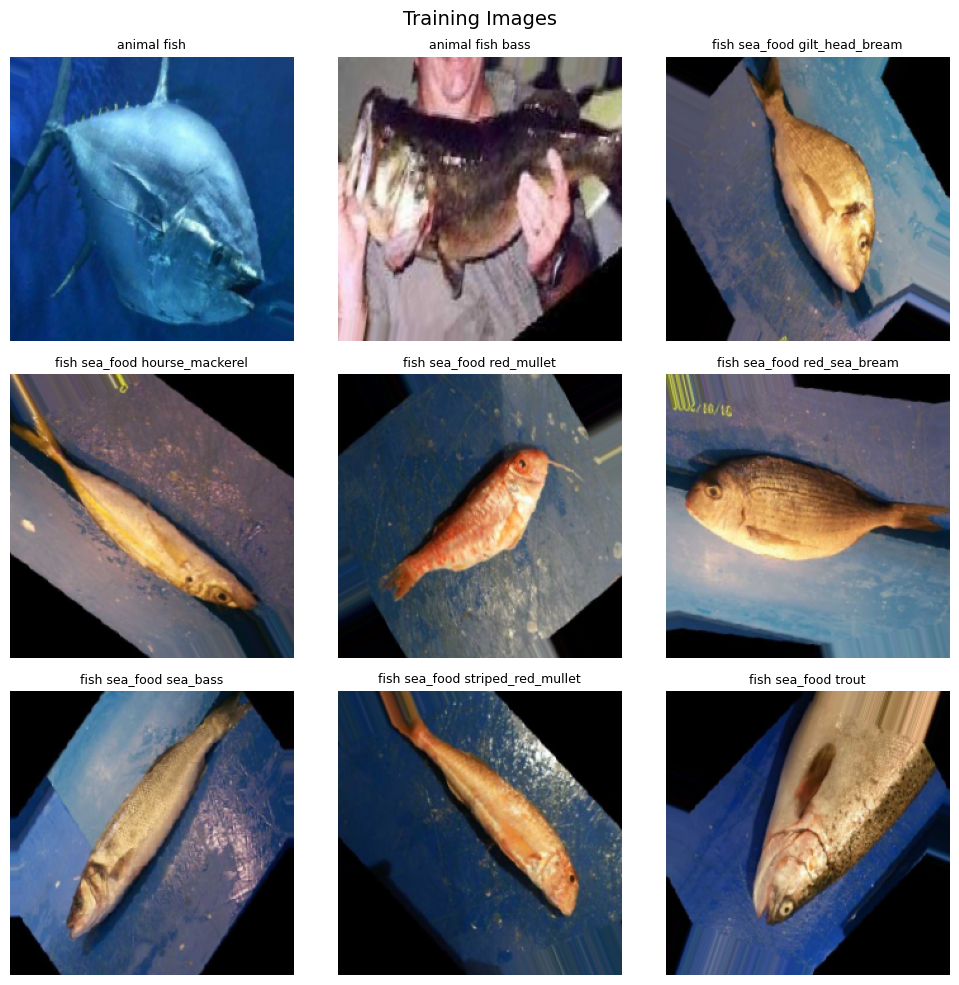 Training Images
animal fish
animal fish bass
fish sea_food gilt_head_bream
fish sea_food hourse_mackerel
fish sea_food red_mullet
fish sea_food red_sea_bream
fish sea_food sea_bass
fish sea_food striped_red_mullet
fish sea_food trout